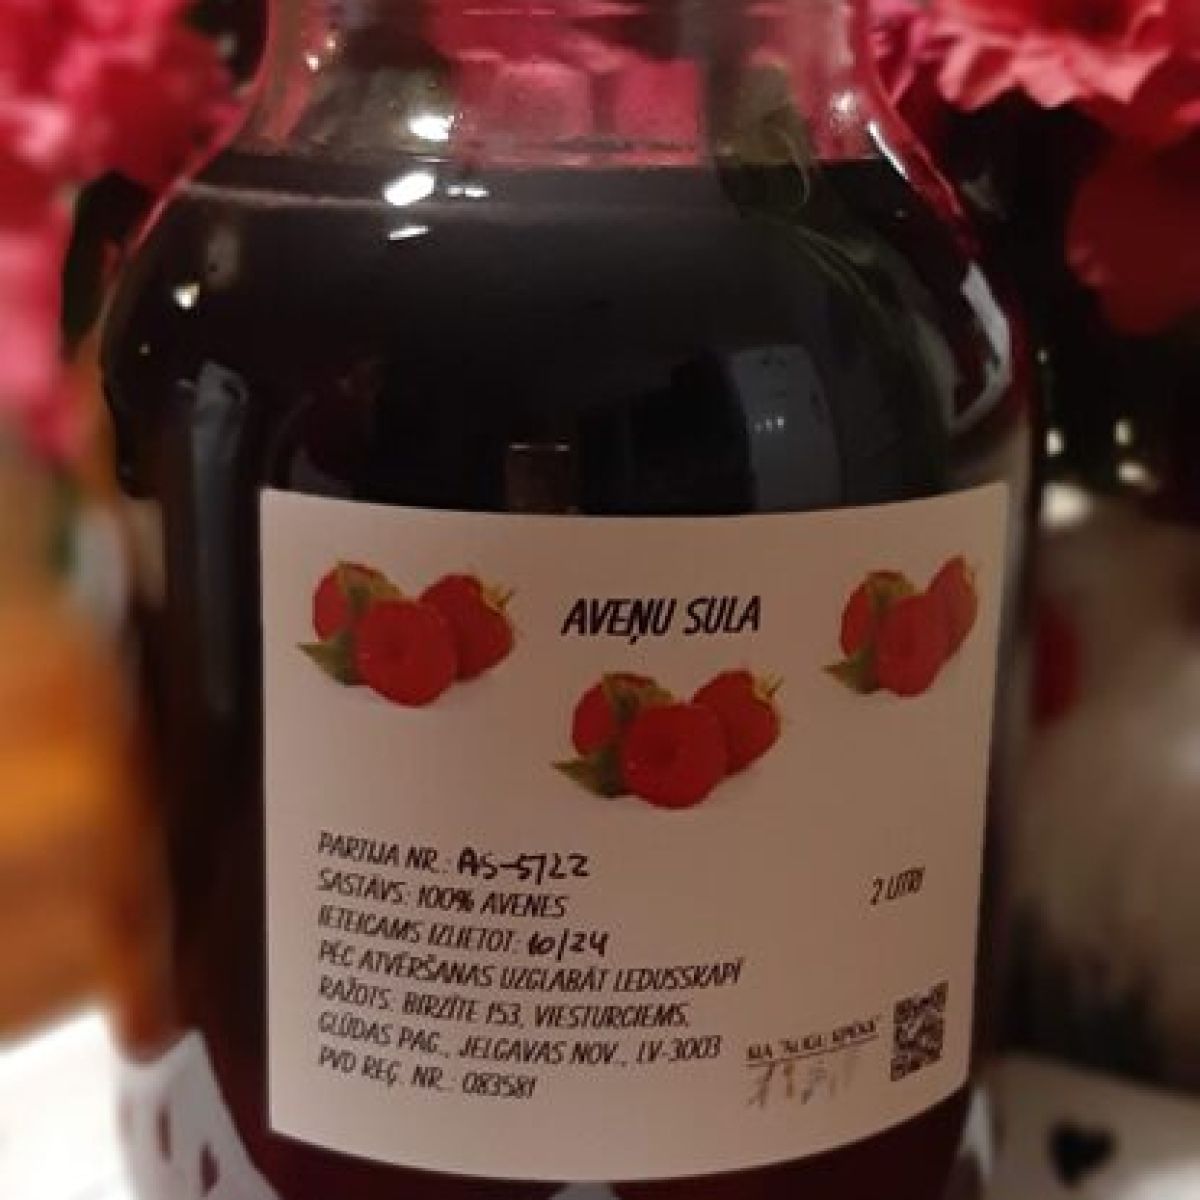 AVEŅU SULA
PARTIJA NR.: AS-5722
SASTĀVS: 100% AVENES
2 LITRI
IETEICAMS IZLIETOT: 10/24
PĒC ATVĒRŠANAS UZGLABĀT LEDUSSKAPĪ
RAŽOTS: BIRZĪTE 153, VIESTURCIEMS,
GLŪDAS PAG., JELGAVAS NOV., LV-3003
PVD REĢ. NR.: 083581
SIA